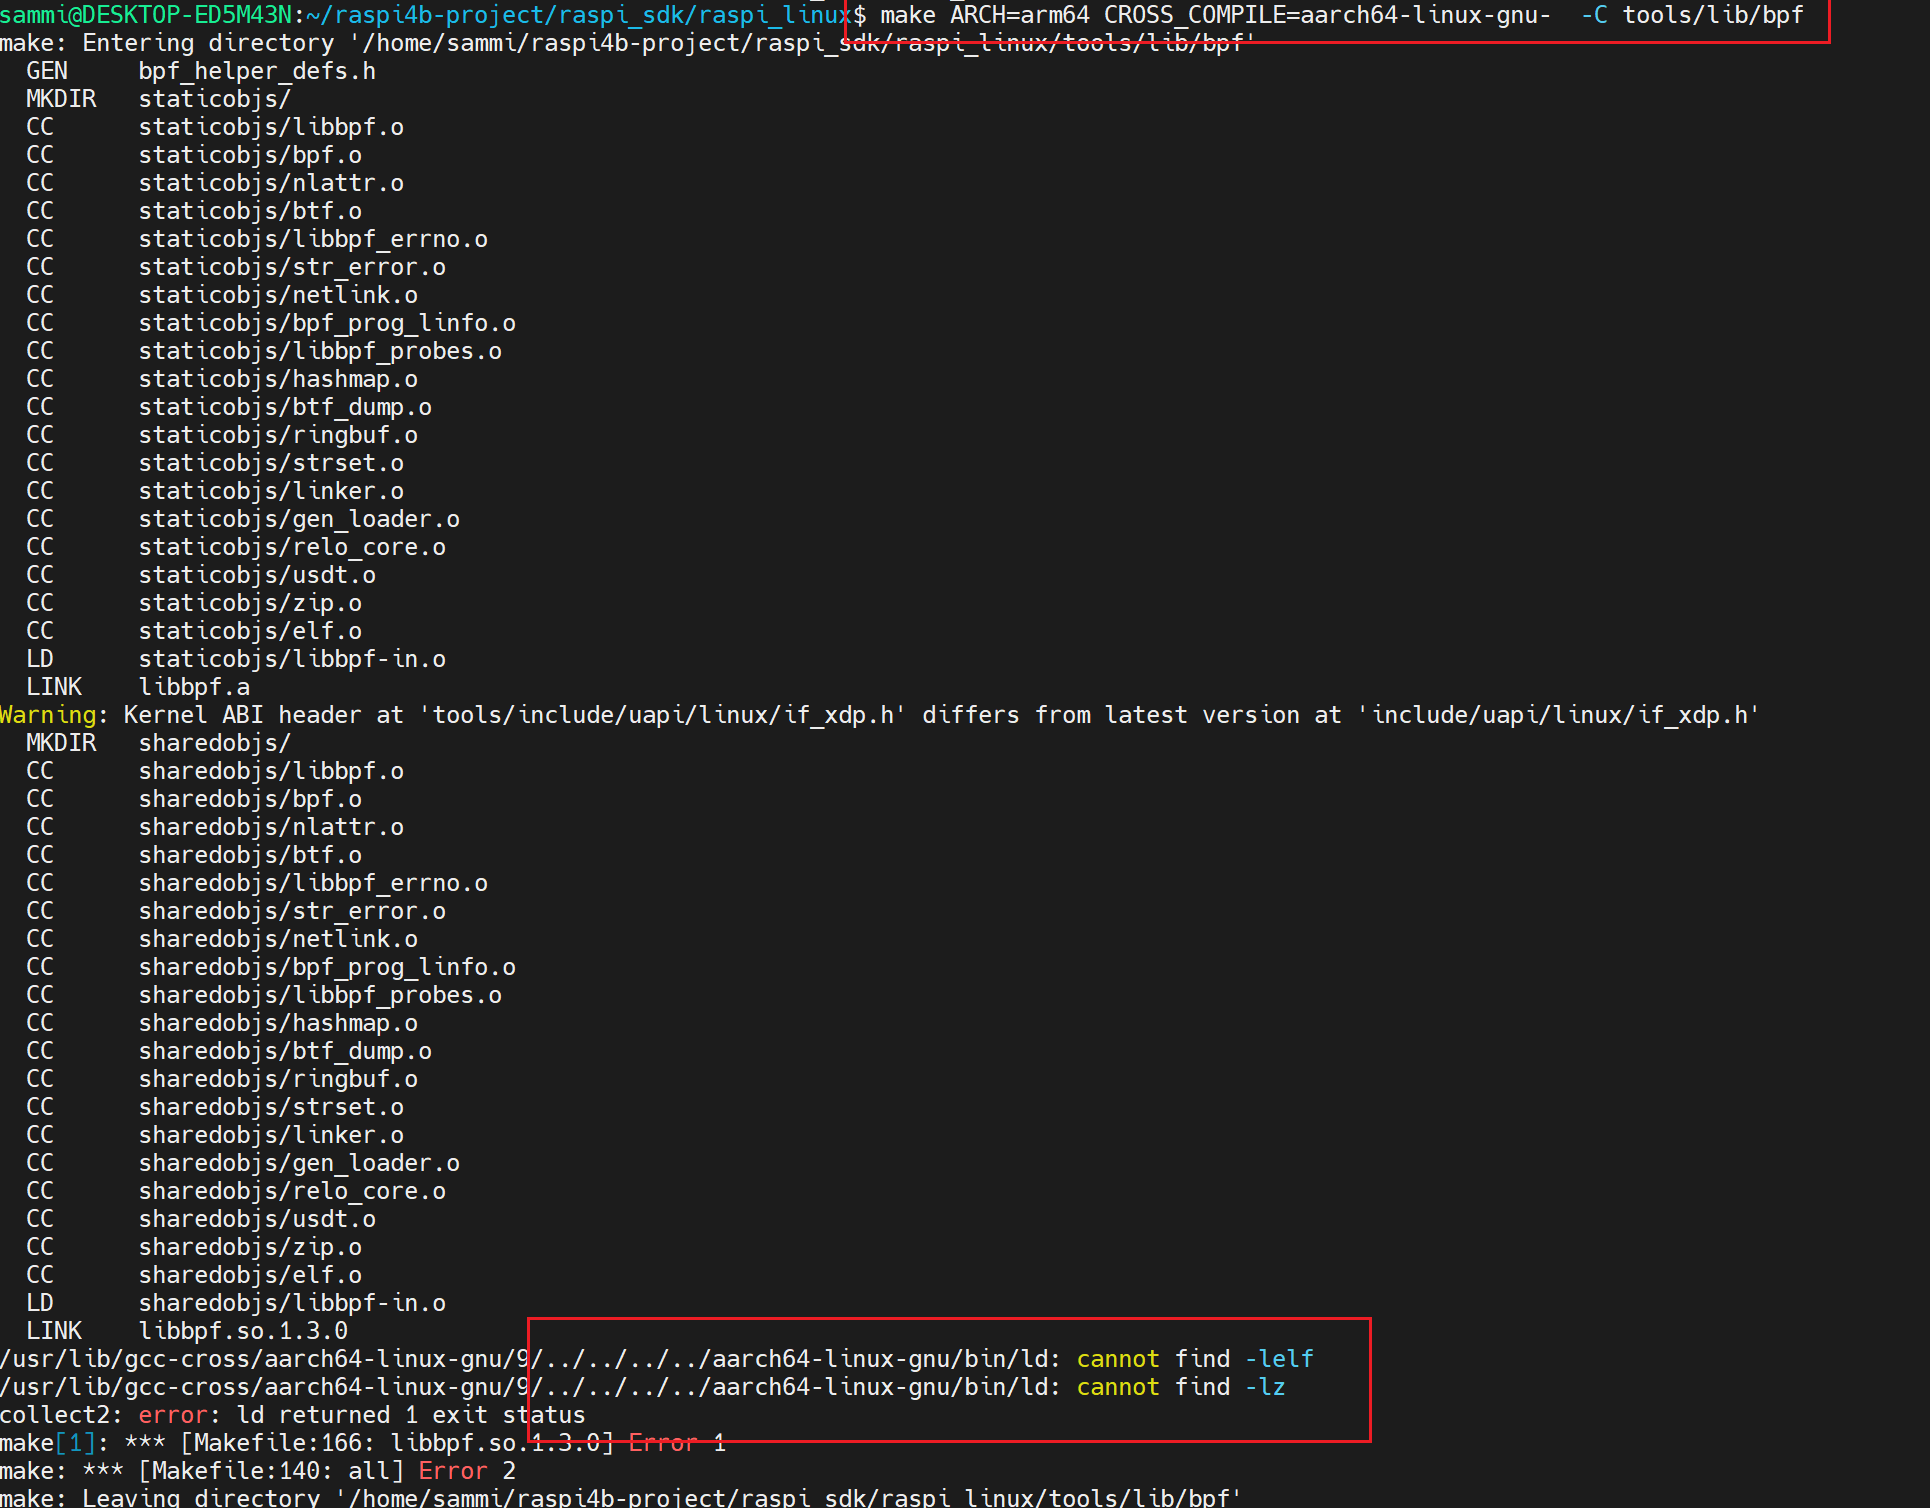 sammi@DESKTOP-ED5M43N:~/raspi4b-project/raspi_sdk/raspi_linux$ make ARCH=arm64 CROSS_COMPILE=aarch64-linux-gnu-  -C tools/lib/bpf
make: Entering directory '/home/sammi/raspi4b-project/raspi_sdk/raspi_linux/tools/lib/bpf'
  GEN     bpf_helper_defs.h
  MKDIR   staticobjs/
  CC      staticobjs/libbpf.o
  CC      staticobjs/bpf.o
  CC      staticobjs/nlattr.o
  CC      staticobjs/btf.o
  CC      staticobjs/libbpf_errno.o
  CC      staticobjs/str_error.o
  CC      staticobjs/netlink.o
  CC      staticobjs/bpf_prog_linfo.o
  CC      staticobjs/libbpf_probes.o
  CC      staticobjs/hashmap.o
  CC      staticobjs/btf_dump.o
  CC      staticobjs/ringbuf.o
  CC      staticobjs/strset.o
  CC      staticobjs/linker.o
  CC      staticobjs/gen_loader.o
  CC      staticobjs/relo_core.o
  CC      staticobjs/usdt.o
  CC      staticobjs/zip.o
  CC      staticobjs/elf.o
  LD      staticobjs/libbpf-in.o
  LINK    libbpf.a
Warning: Kernel ABI header at 'tools/include/uapi/linux/if_xdp.h' differs from latest version at 'include/uapi/linux/if_xdp.h'
  MKDIR   sharedobjs/
  CC      sharedobjs/libbpf.o
  CC      sharedobjs/bpf.o
  CC      sharedobjs/nlattr.o
  CC      sharedobjs/btf.o
  CC      sharedobjs/libbpf_errno.o
  CC      sharedobjs/str_error.o
  CC      sharedobjs/netlink.o
  CC      sharedobjs/bpf_prog_linfo.o
  CC      sharedobjs/libbpf_probes.o
  CC      sharedobjs/hashmap.o
  CC      sharedobjs/btf_dump.o
  CC      sharedobjs/ringbuf.o
  CC      sharedobjs/strset.o
  CC      sharedobjs/linker.o
  CC      sharedobjs/gen_loader.o
  CC      sharedobjs/relo_core.o
  CC      sharedobjs/usdt.o
  CC      sharedobjs/zip.o
  CC      sharedobjs/elf.o
  LD      sharedobjs/libbpf-in.o
  LINK    libbpf.so.1.3.0
/usr/lib/gcc-cross/aarch64-linux-gnu/9/../../../../aarch64-linux-gnu/bin/ld: cannot find -lelf
/usr/lib/gcc-cross/aarch64-linux-gnu/9/../../../../aarch64-linux-gnu/bin/ld: cannot find -lz
collect2: error: ld returned 1 exit status
make[1]: *** [Makefile:166: libbpf.so.1.3.0] Error 1
make: *** [Makefile:140: all] Error 2
make: Leaving directory '/home/sammi/raspi4b-project/raspi_sdk/raspi_linux/tools/lib/bpf'